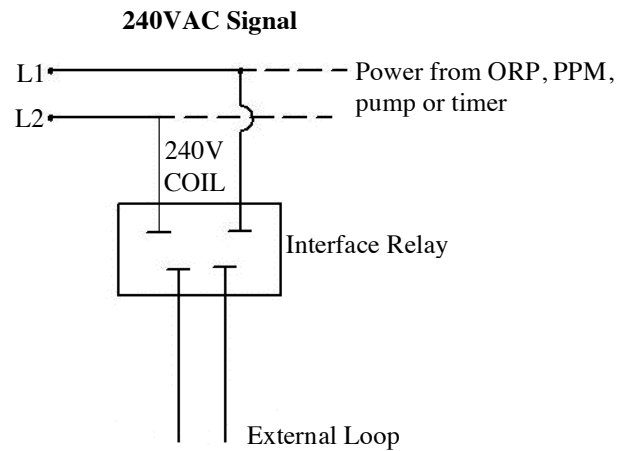 240VAC Signal
L1
Power from ORP, PPM,
pump or timer
L2
240V
COIL
Interface Relay
External Loop